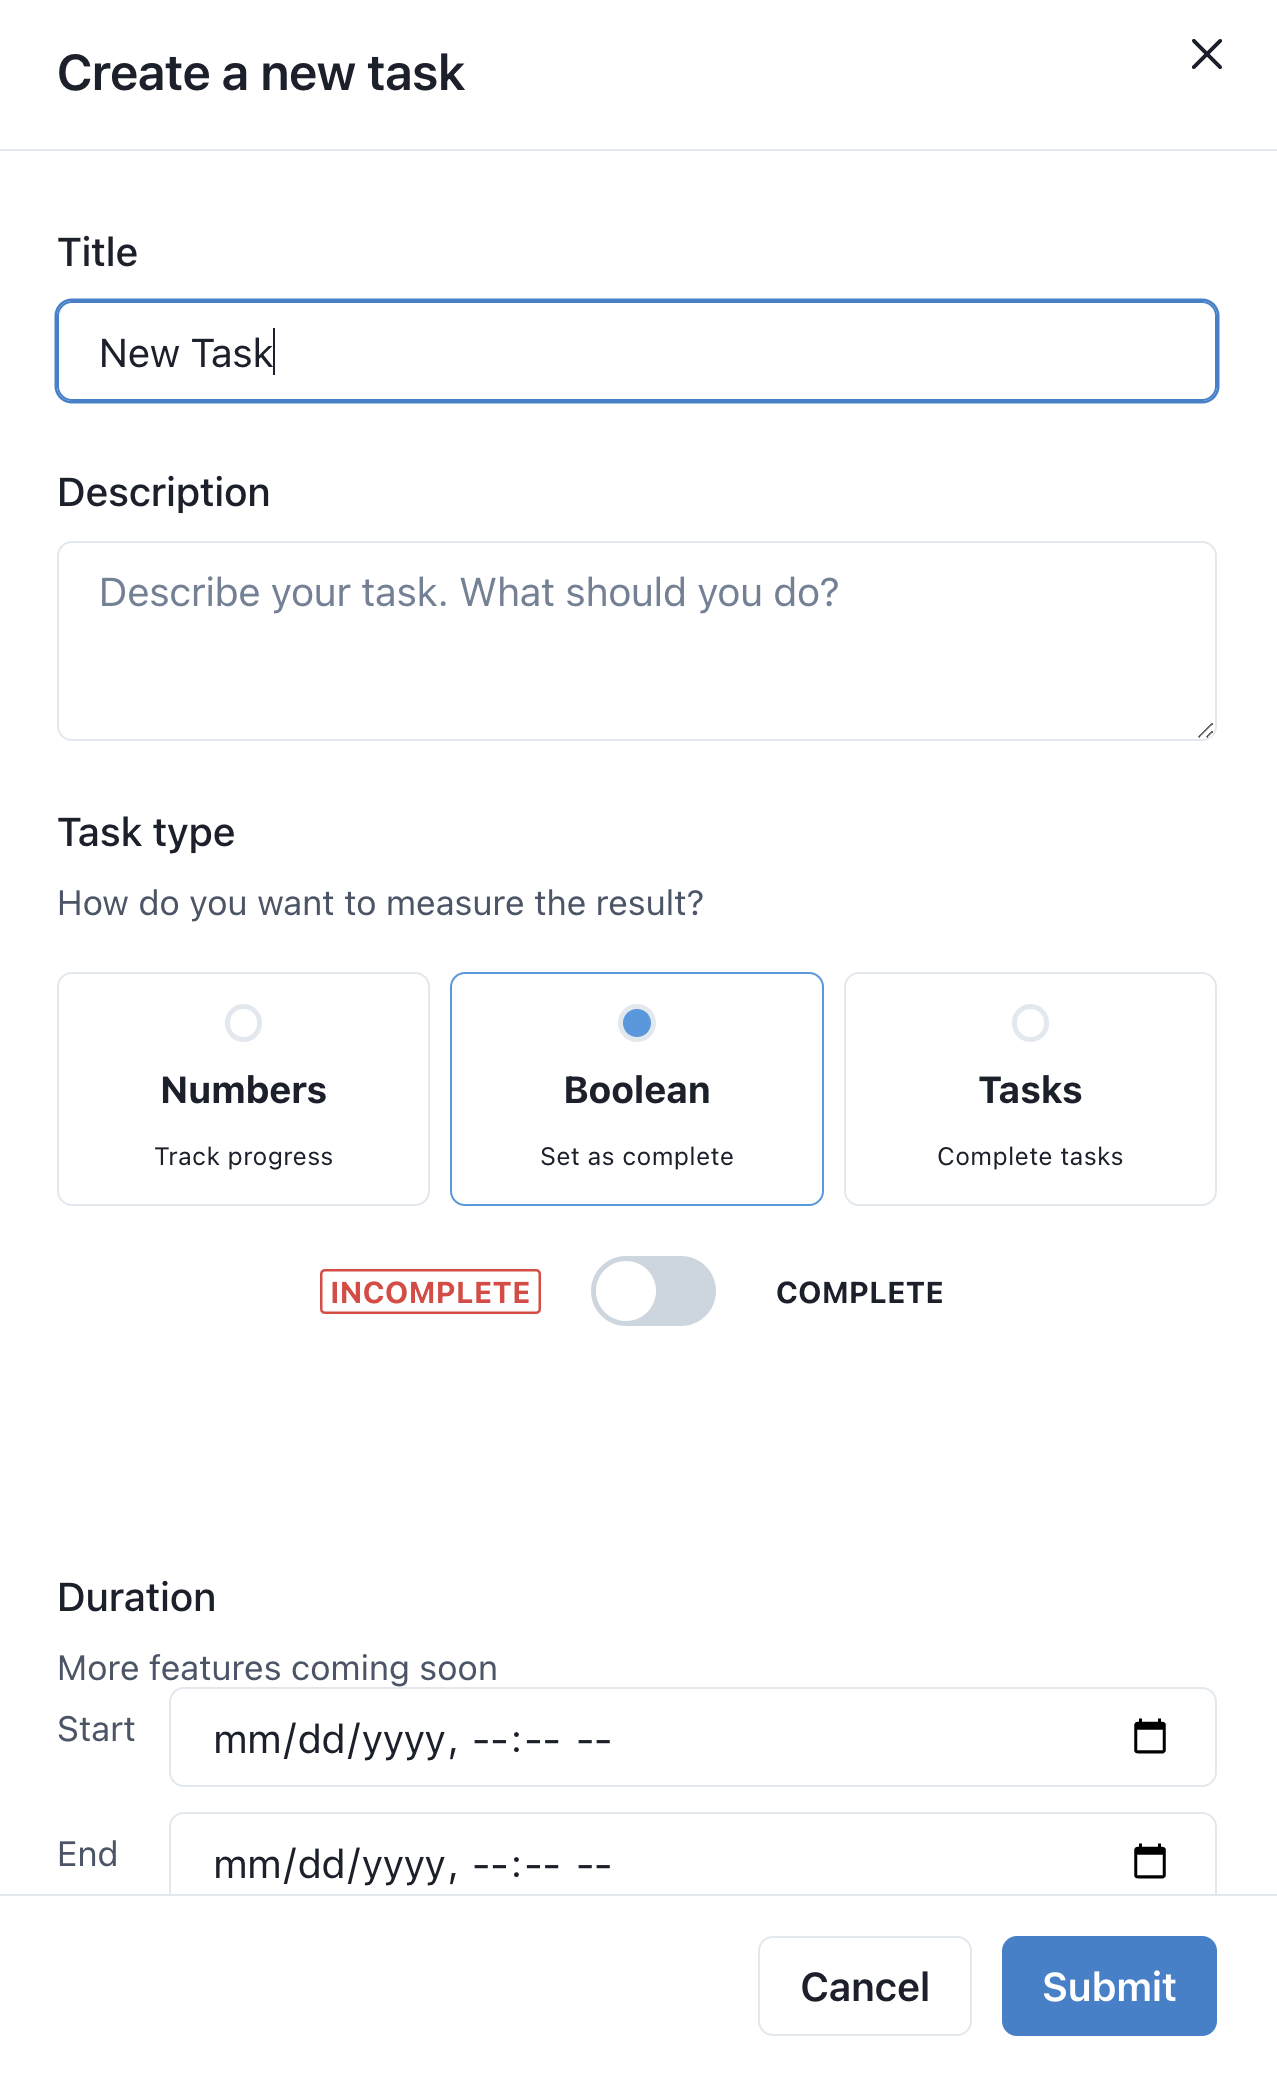 Create a new task
Title
New Task
Description
Describe your task. What should you do?
Task type
How do you want to measure the result?
Numbers
Track progress
Boolean
Set as complete
Tasks
Complete tasks
INCOMPLETE
COMPLETE
Duration
More features coming soon
Start
mm/dd/yyyy, --:-- --
End
mm/dd/yyyy, --:-- --
Cancel
Submit